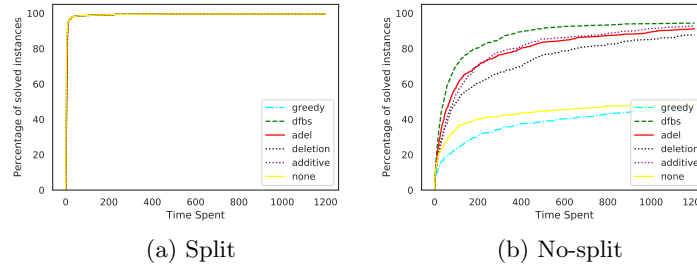 100
80
60
40
20
0
Percentage of solved instances
greedy
dfbs
adel
deletion
additive
none
0 200 400 600 800 1000 1200
Time Spent
(a) Split
100
80
60
40
20
0
Percentage of solved instances
greedy
dfbs
adel
deletion
additive
none
0 200 400 600 800 1000 1200
Time Spent
(b) No-split